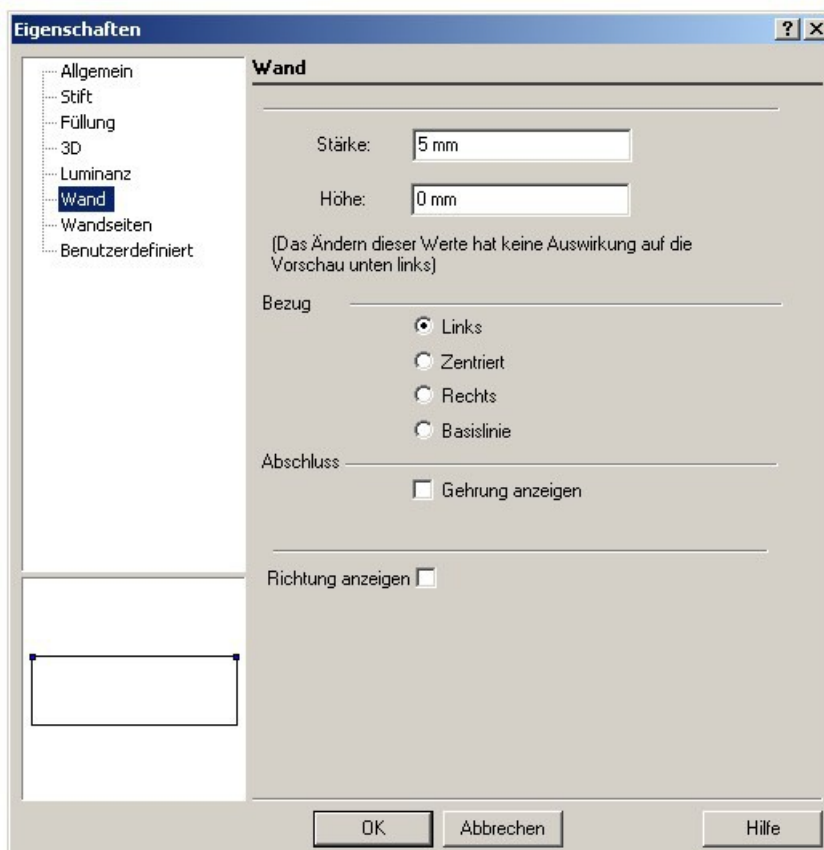 Eigenschaften
Allgemein
Stift
Füllung
3D
Luminanz
Wand
Wandseiten
Benutzerdefiniert
Wand
Stärke: 5 mm
Höhe: 0 mm
(Das Ändern dieser Werte hat keine Auswirkung auf die
Vorschau unten links)
Bezug
Links
Zentriert
Rechts
Basislinie
Abschluss
Gehrung anzeigen
Richtung anzeigen
OK Abbrechen Hilfe